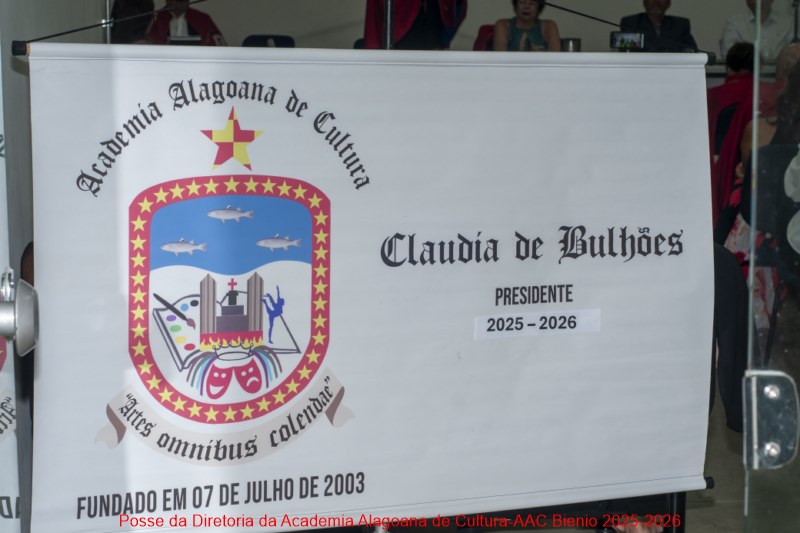 Academia Alagoana de Cultura
Claudia de Bulhões
PRESIDENTE
2025 – 2026
"Artes omnibus colendae"
FUNDADO EM 07 DE JULHO DE 2003
Posse da Diretoria da Academia Alagoana de Cultura-AAC Bienio 2025-2026